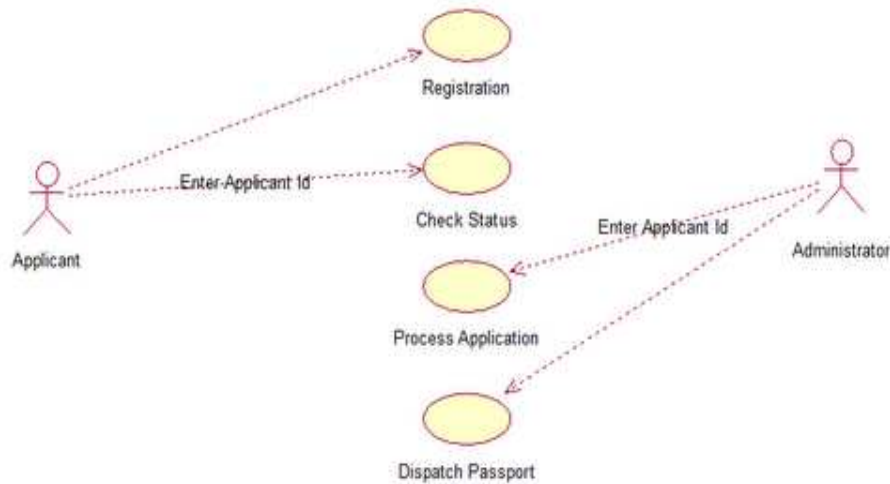 Registration
Enter Applicant Id
Check Status
Applicant
Enter Applicant Id
Administrator
Process Application
Dispatch Passport